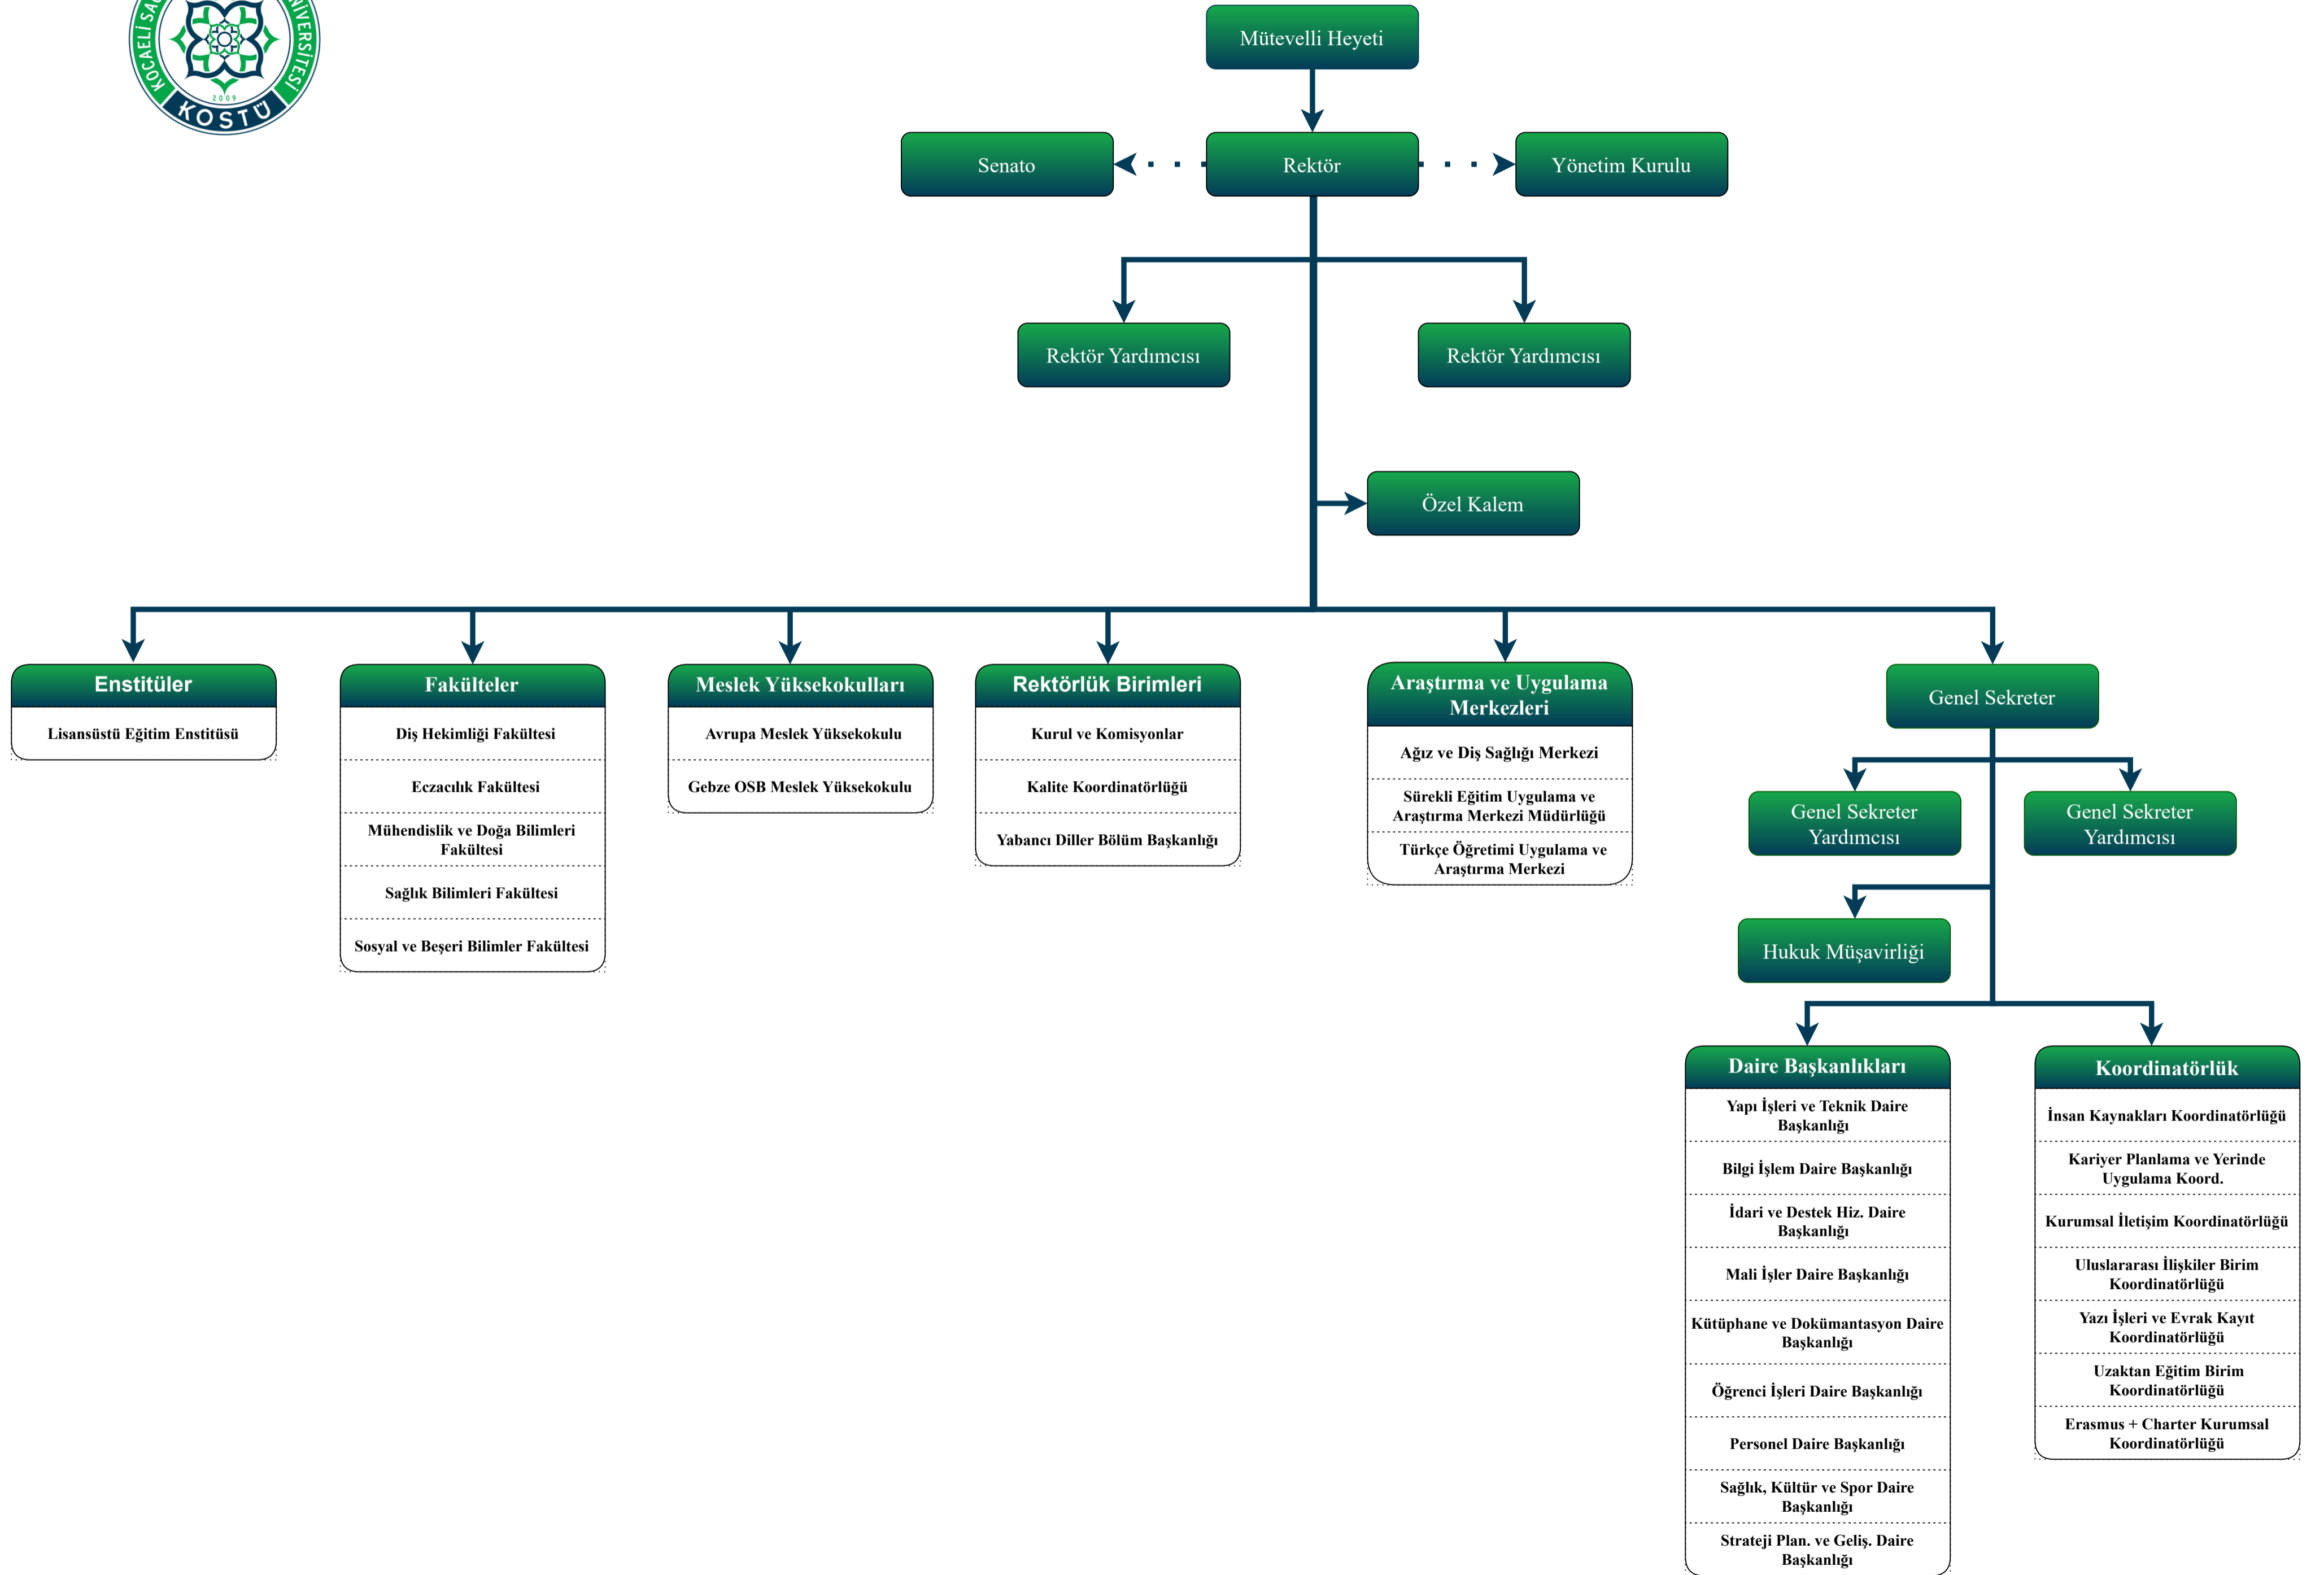 KOCAELİ
ÜNİVERSİTESİ
2009
KOSTÜ
Mütevelli Heyeti
Senato
Rektör
Yönetim Kurulu
Rektör Yardımcısı
Rektör Yardımcısı
Özel Kalem
Enstitüler
Lisansüstü Eğitim Enstitüsü
Fakülteler
Diş Hekimliği Fakültesi
Eczacılık Fakültesi
Mühendislik ve Doğa Bilimleri
Fakültesi
Sağlık Bilimleri Fakültesi
Sosyal ve Beşeri Bilimler Fakültesi
Meslek Yüksekokulları
Avrupa Meslek Yüksekokulu
Gebze OSB Meslek Yüksekokulu
Rektörlük Birimleri
Kurul ve Komisyonlar
Kalite Koordinatörlüğü
Yabancı Diller Bölüm Başkanlığı
Araştırma ve Uygulama
Merkezleri
Ağız ve Diş Sağlığı Merkezi
Sürekli Eğitim Uygulama ve
Araştırma Merkezi Müdürlüğü
Türkçe Öğretimi Uygulama ve
Araştırma Merkezi
Genel Sekreter
Genel Sekreter
Yardımcısı
Genel Sekreter
Yardımcısı
Hukuk Müşavirliği
Daire Başkanlıkları
Yapı İşleri ve Teknik Daire
Başkanlığı
Bilgi İşlem Daire Başkanlığı
İdari ve Destek Hiz. Daire
Başkanlığı
Mali İşler Daire Başkanlığı
Kütüphane ve Dokümantasyon Daire
Başkanlığı
Öğrenci İşleri Daire Başkanlığı
Personel Daire Başkanlığı
Sağlık, Kültür ve Spor Daire
Başkanlığı
Strateji Plan. ve Geliş. Daire
Başkanlığı
Koordinatörlük
İnsan Kaynakları Koordinatörlüğü
Kariyer Planlama ve Yerinde
Uygulama Koord.
Kurumsal İletişim Koordinatörlüğü
Uluslararası İlişkiler Birim
Koordinatörlüğü
Yazı İşleri ve Evrak Kayıt
Koordinatörlüğü
Uzaktan Eğitim Birim
Koordinatörlüğü
Erasmus + Charter Kurumsal
Koordinatörlüğü